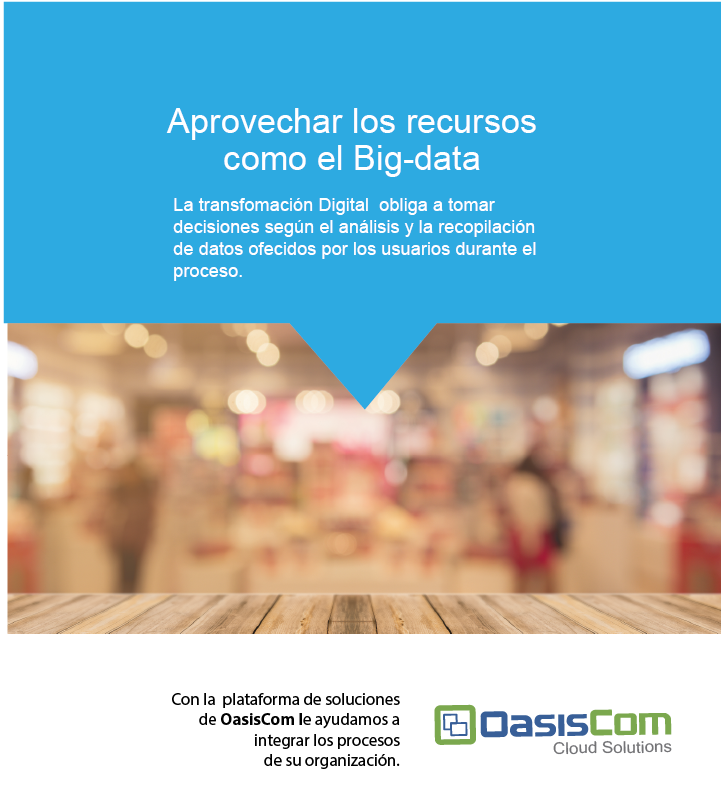 Aprovechar los recursos
como el Big-data
La transfomación Digital  obliga a tomar
decisiones según el análisis y la recopilación
de datos ofecidos por los usuarios durante el
proceso.
Con la  plataforma de soluciones
de OasisCom le ayudamos a
integrar los procesos
de su organización.
OasisCom
Cloud Solutions